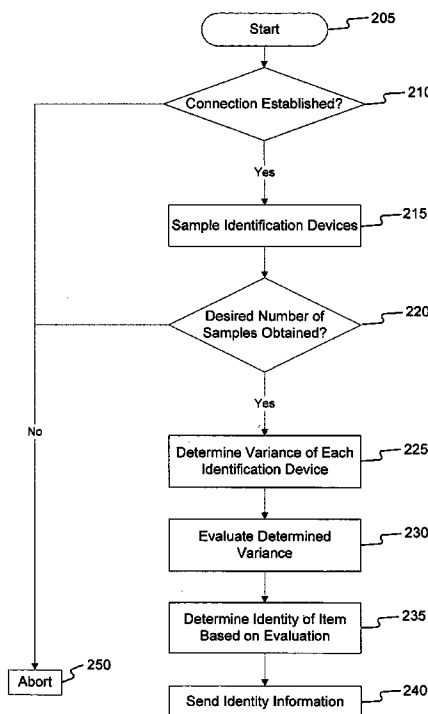 Start
205
Connection Established?
210
Yes
Sample Identification Devices
215
Desired Number of
Samples Obtained?
220
Yes
No
Determine Variance of Each
Identification Device
225
Evaluate Determined
Variance
230
Determine Identity of Item
Based on Evaluation
235
250
Abort
Send Identity Information
240